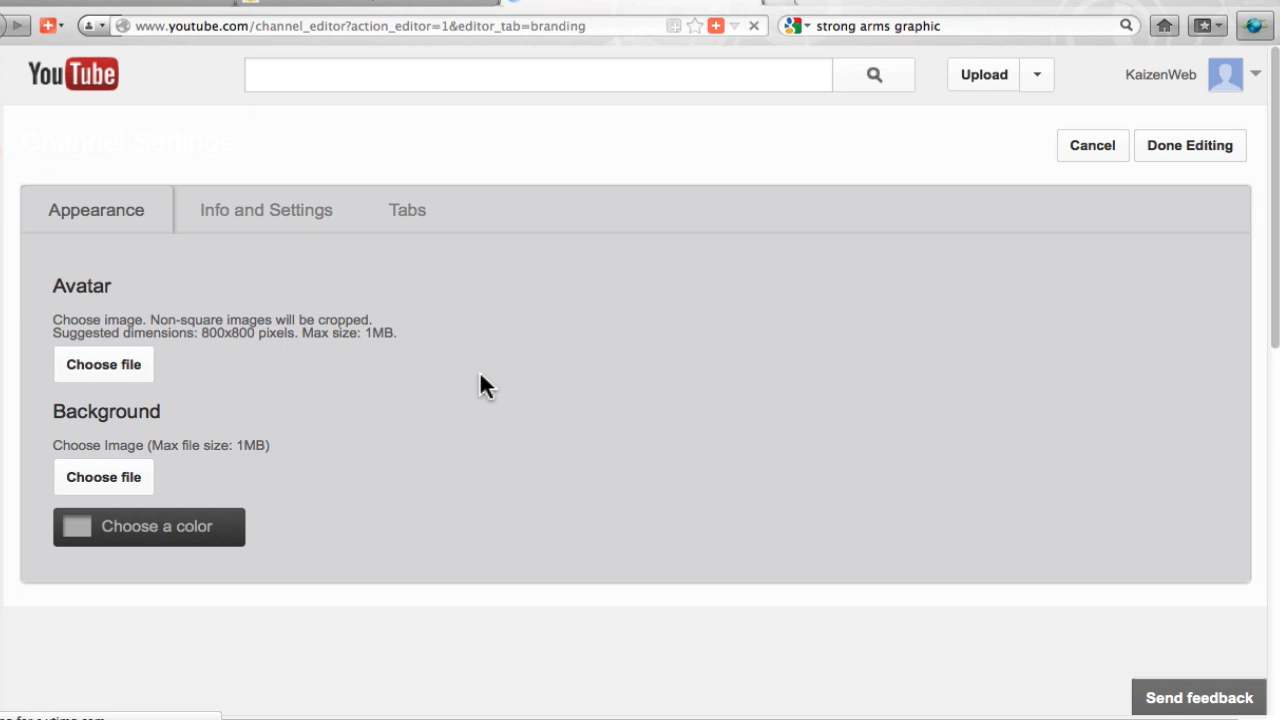 www.youtube.com/channel_editor?action_editor=1&editor_tab=branding
strong arms graphic
YouTube
Upload
KaizenWeb
Channel Settings
Cancel
Done Editing
Appearance
Info and Settings
Tabs
Avatar
Choose image. Non-square images will be cropped.
Suggested dimensions: 800x800 pixels. Max size: 1MB.
Choose file
Background
Choose Image (Max file size: 1MB)
Choose file
Choose a color
Send feedback